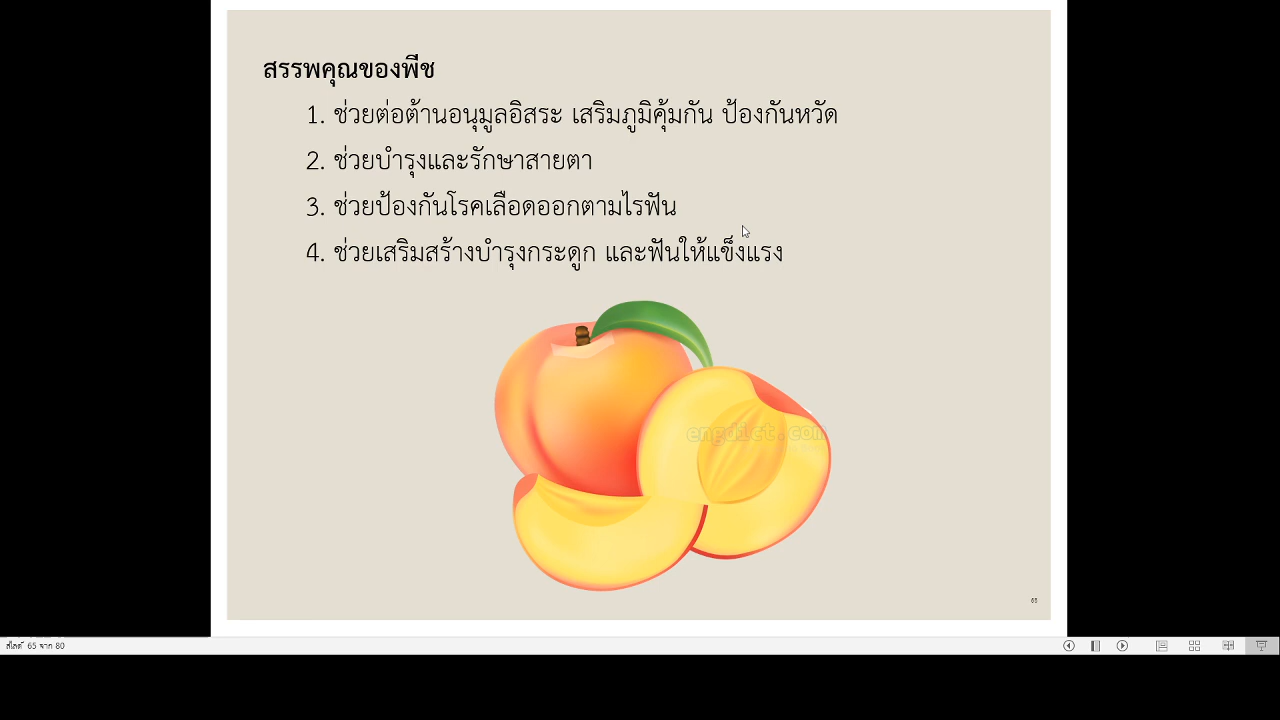 สรรพคุณของพีช
1. ช่วยต่อต้านอนุมูลอิสระ เสริมภูมิคุ้มกัน ป้องกันหวัด
2. ช่วยบำรุงและรักษาสายตา
3. ช่วยป้องกันโรคเลือดออกตามไรฟัน
4. ช่วยเสริมสร้างบำรุงกระดูก และฟันให้แข็งแรง
engdict.com
65
สไลด์ 65 จาก 80